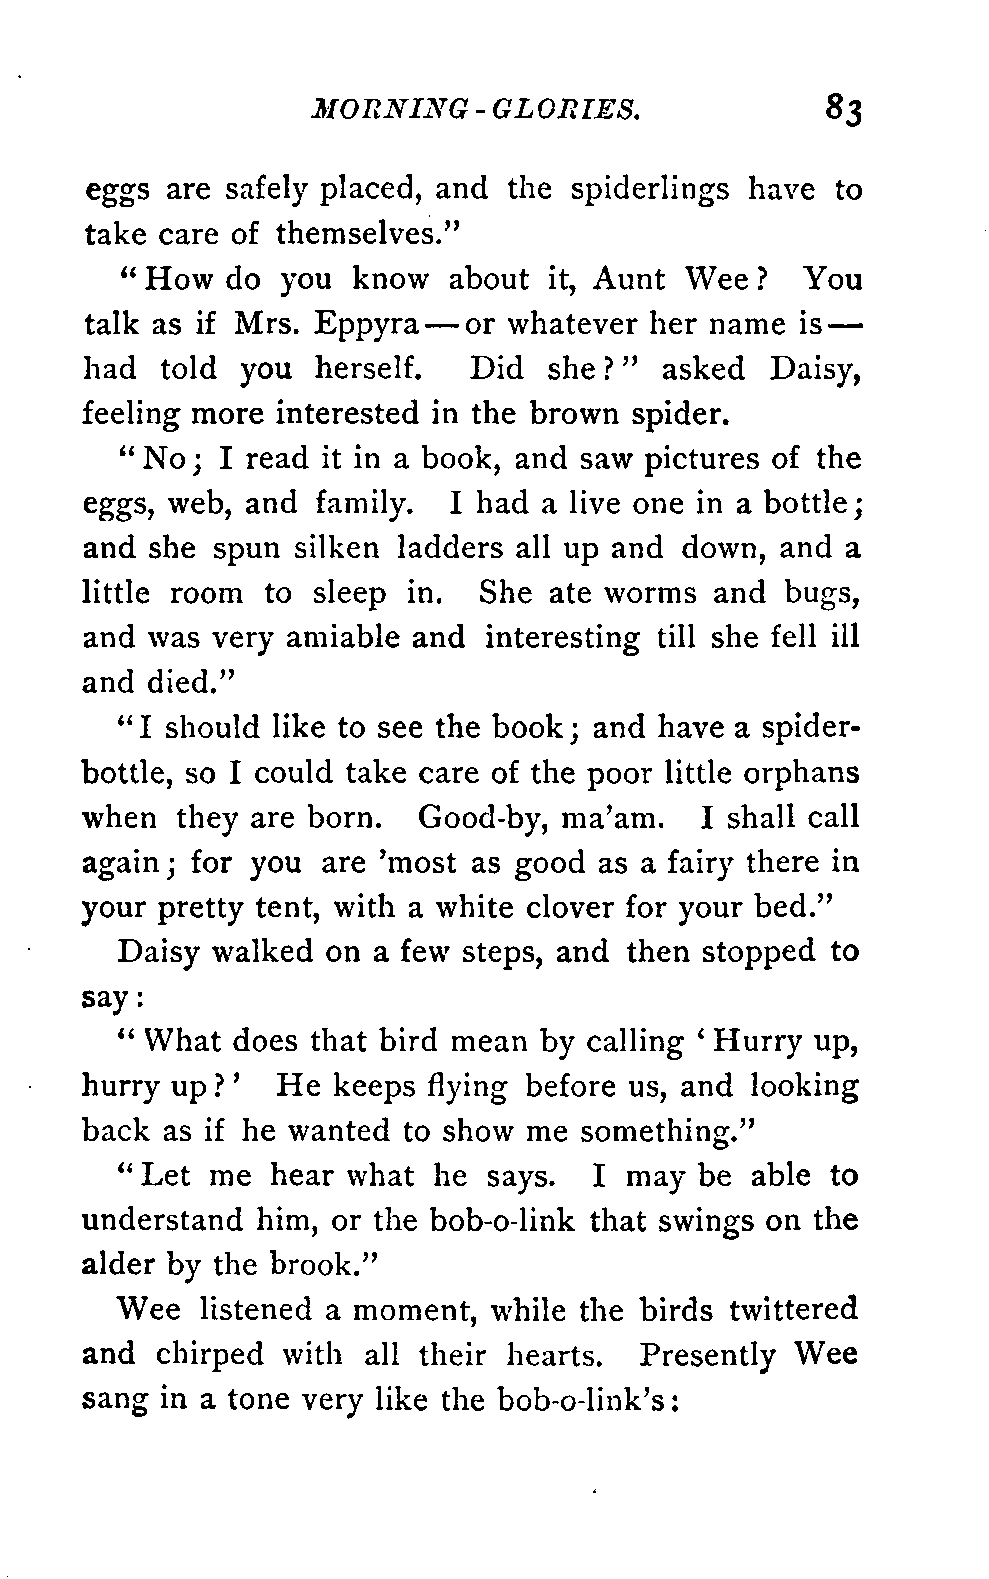 MORNING-GLORIES. 83
eggs are safely placed, and the spiderlings have to
take care of themselves."
"How do you know about it, Aunt Wee? You
talk as if Mrs. Eppyra—or whatever her name is—
had told you herself. Did she?" asked Daisy,
feeling more interested in the brown spider.
"No; I read it in a book, and saw pictures of the
eggs, web, and family. I had a live one in a bottle;
and she spun silken ladders all up and down, and a
little room to sleep in. She ate worms and bugs,
and was very amiable and interesting till she fell ill
and died."
"I should like to see the book; and have a spider-
bottle, so I could take care of the poor little orphans
when they are born. Good-by, ma'am. I shall call
again; for you are 'most as good as a fairy there in
your pretty tent, with a white clover for your bed."
Daisy walked on a few steps, and then stopped to
say:
"What does that bird mean by calling 'Hurry up,
hurry up?' He keeps flying before us, and looking
back as if he wanted to show me something."
"Let me hear what he says. I may be able to
understand him, or the bob-o-link that swings on the
alder by the brook."
Wee listened a moment, while the birds twittered
and chirped with all their hearts. Presently Wee
sang in a tone very like the bob-o-link's: